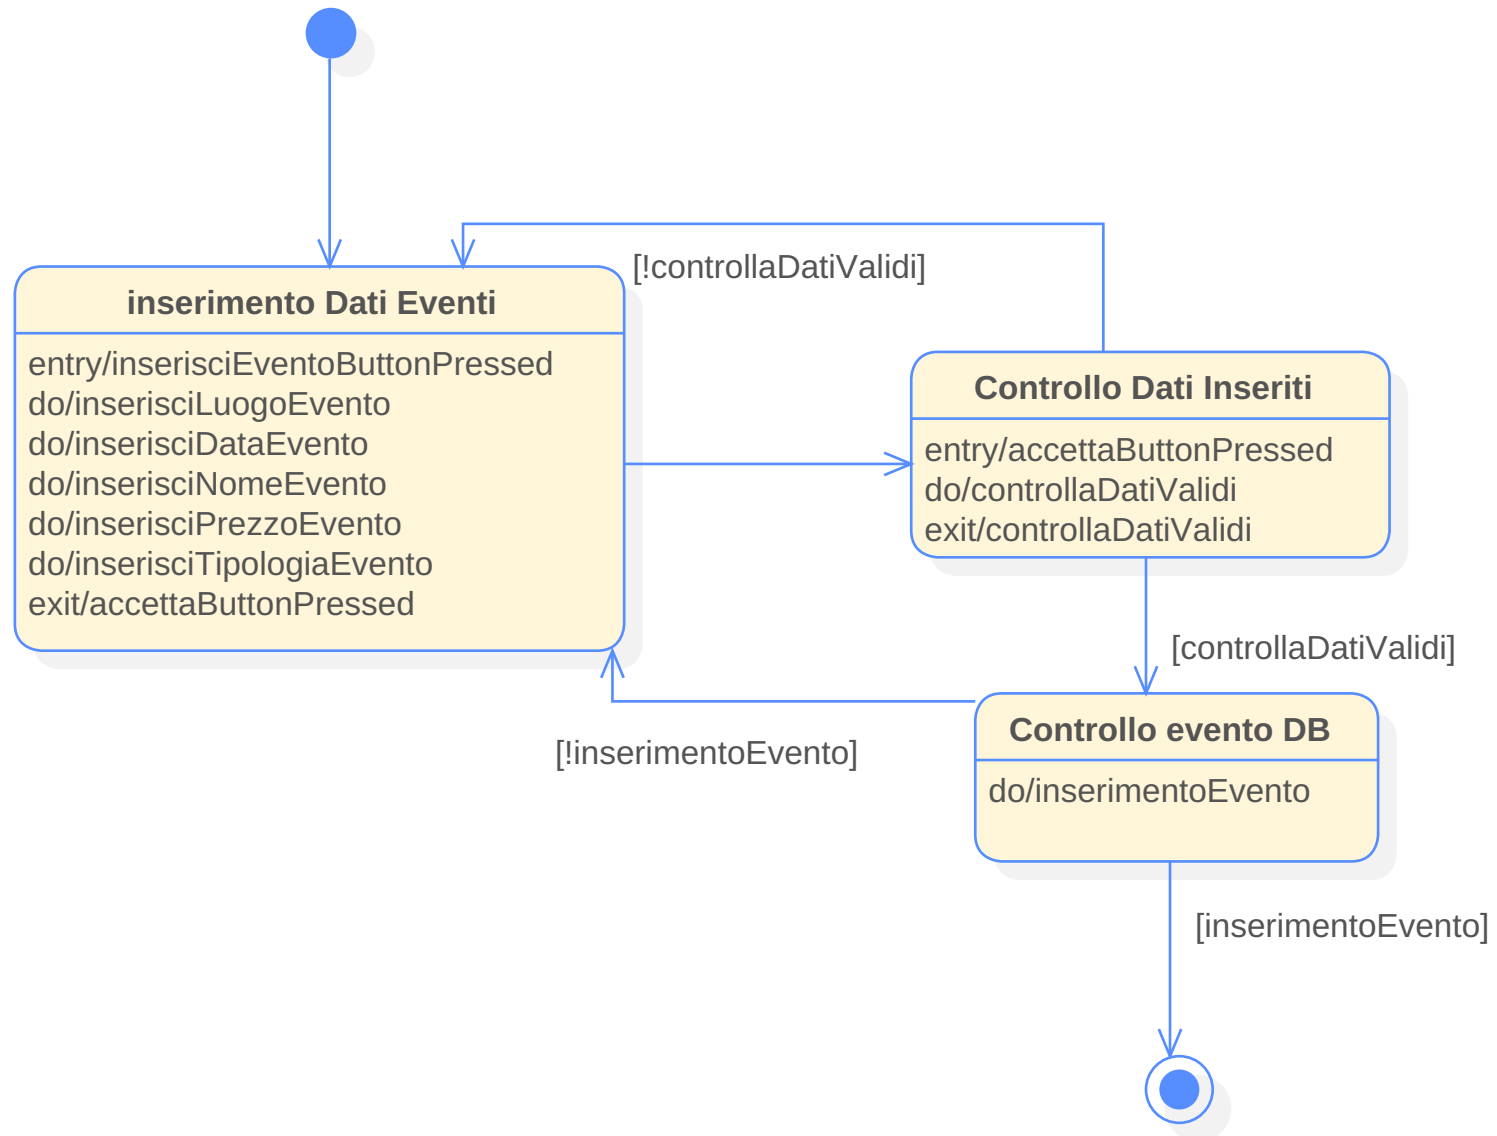 [!controllaDatiValidi]
inserimento Dati Eventi
entry/inserisciEventoButtonPressed
do/inserisciLuogoEvento
do/inserisciDataEvento
do/inserisciNomeEvento
do/inserisciPrezzoEvento
do/inserisciTipologiaEvento
exit/accettaButtonPressed
Controllo Dati Inseriti
entry/accettaButtonPressed
do/controllaDatiValidi
exit/controllaDatiValidi
[controllaDatiValidi]
[!inserimentoEvento]
Controllo evento DB
do/inserimentoEvento
[inserimentoEvento]